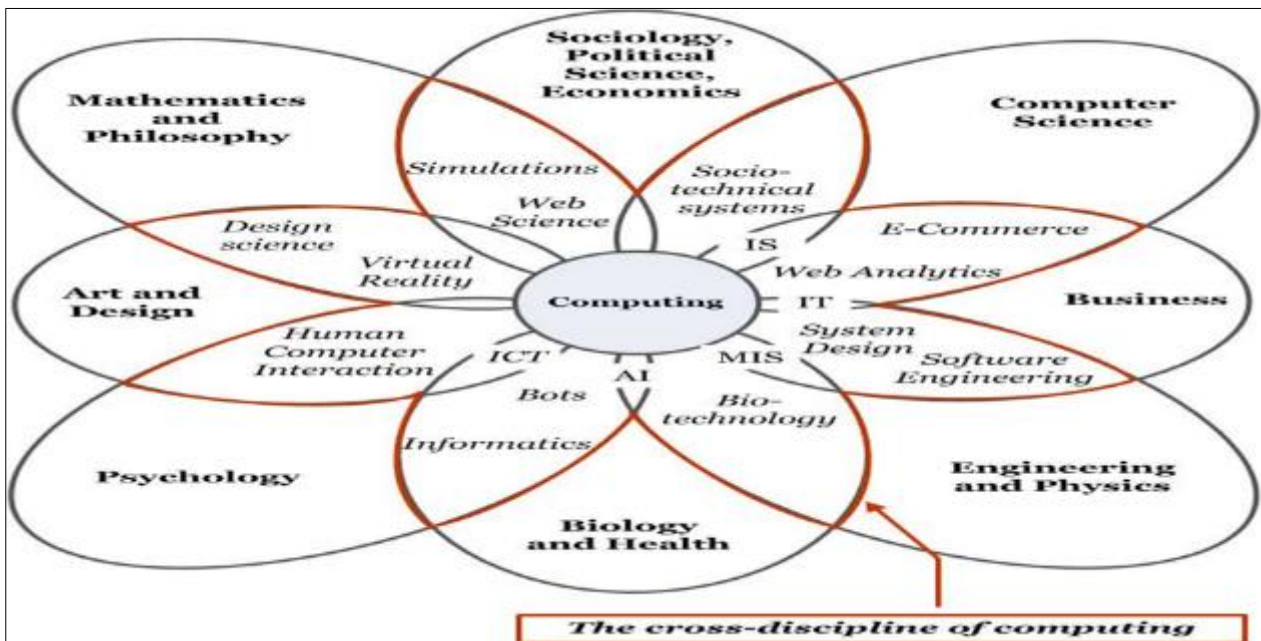 Sociology,
Political
Science,
Economics
Mathematics
and
Philosophy
Computer
Science
Simulations
Web
Science
Socio-
technical
systems
Design
science
Virtual
Reality
IS
E-Commerce
Web Analytics
Art and
Design
Computing
IT
Business
Human
Computer
Interaction
ICT
AI
MIS
System
Design
Software
Engineering
Bots
Informatics
Bio-
technology
Psychology
Biology
and Health
Engineering
and Physics
The cross-discipline of computing